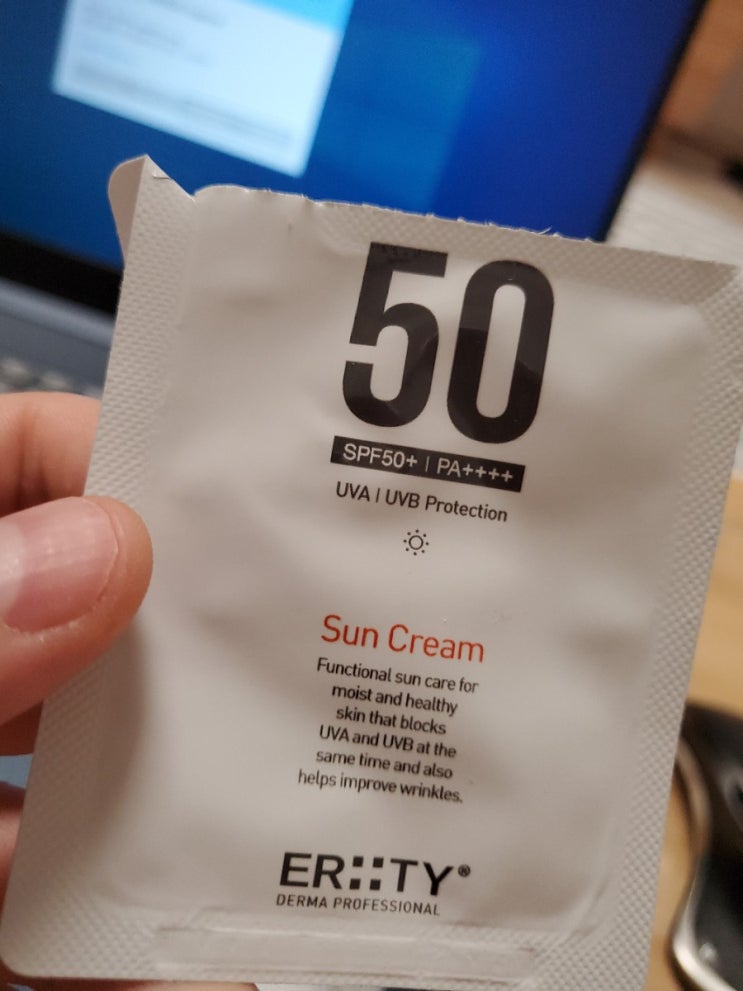 50
SPF50+ | PA++++
UVA | UVB Protection
Sun Cream
Functional sun care for
moist and healthy
skin that blocks
UVA and UVB at the
same time and also
helps improve wrinkles.
ER::TY®
DERMA PROFESSIONAL